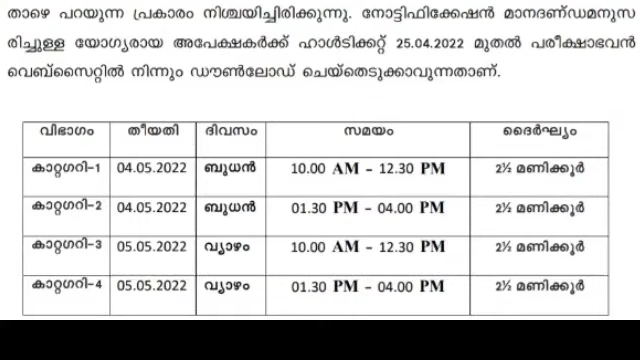 താഴെ പറയുന്ന പ്രകാരം നിശ്ചയിച്ചിരിക്കുന്നു. നോട്ടിഫിക്കേഷൻ മാനദണ്ഡമനുസ
രിച്ചുള്ള യോഗ്യരായ അപേക്ഷകർക്ക് ഹാൾടിക്കറ്റ് 25.04.2022 മുതൽ പരീക്ഷാഭവൻ
വെബ്സൈറ്റിൽ നിന്നും ഡൗൺലോഡ് ചെയ്തെടുക്കാവുന്നതാണ്.
വിഭാഗം തീയതി ദിവസം സമയം ദൈർഘ്യം
കാറ്റഗറി-1 04.05.2022 ബുധൻ 10.00 AM - 12.30 PM 2½ മണിക്കൂർ
കാറ്റഗറി-2 04.05.2022 ബുധൻ 01.30 PM - 04.00 PM 2½ മണിക്കൂർ
കാറ്റഗറി-3 05.05.2022 വ്യാഴം 10.00 AM - 12.30 PM 2½ മണിക്കൂർ
കാറ്റഗറി-4 05.05.2022 വ്യാഴം 01.30 PM - 04.00 PM 2½ മണിക്കൂർ